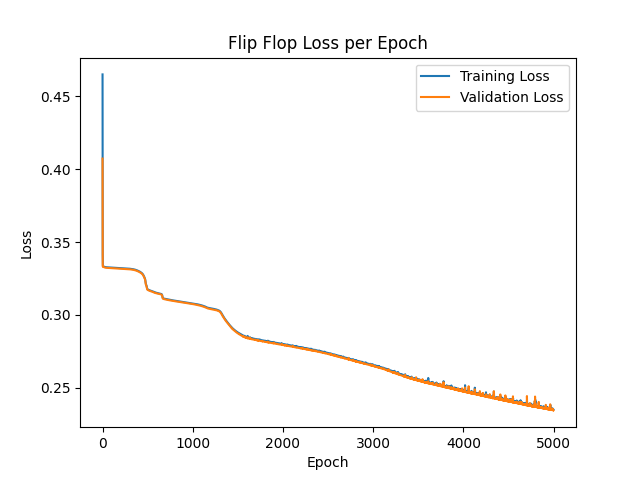 Flip Flop Loss per Epoch
Training Loss
Validation Loss
Loss
0.45
0.40
0.35
0.30
0.25
0 1000 2000 3000 4000 5000
Epoch